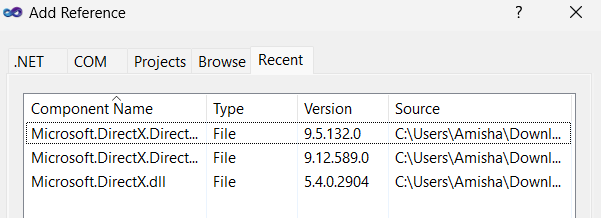 Add Reference
.NET COM Projects Browse Recent
Component Name Type Version Source
Microsoft.DirectX.Direct... File 9.5.132.0 C:\Users\Amisha\Downl...
Microsoft.DirectX.Direct... File 9.12.589.0 C:\Users\Amisha\Downl...
Microsoft.DirectX.dll File 5.4.0.2904 C:\Users\Amisha\Downl...